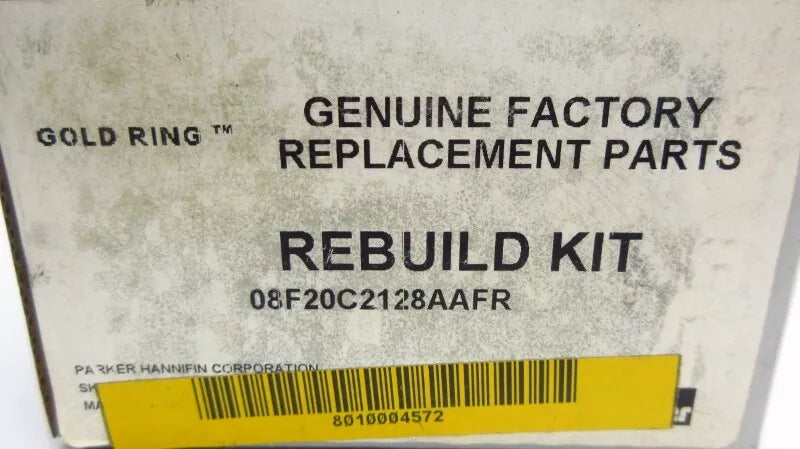 GOLD RING ™
GENUINE FACTORY
REPLACEMENT PARTS
REBUILD KIT
08F20C2128AAFR
PARKER HANNIFIN CORPORATION
8010004572